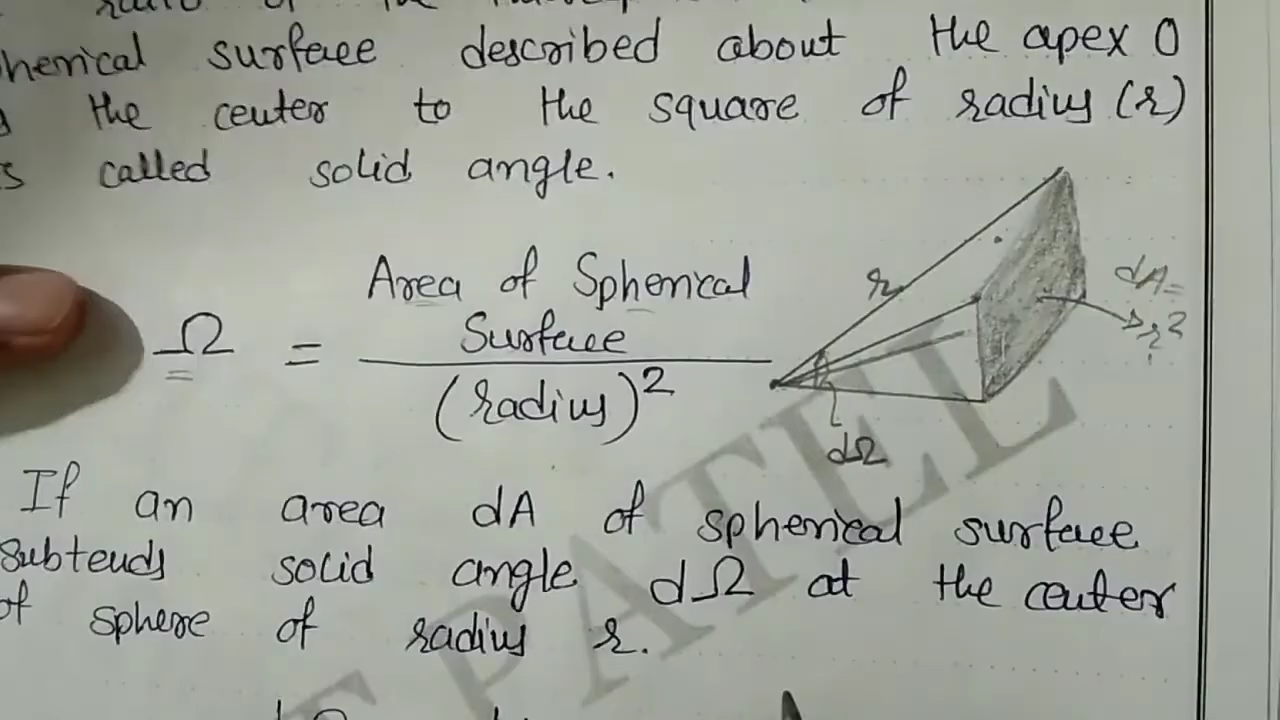 of
spherical surface described about the apex O
the center to the square of radius (r)
called solid angle.
Ω = Area of Spherical Surface / (radius)²
r
dA =
r²
dΩ
If an area dA of spherical surface
subtends solid angle dΩ at the center
of sphere of radius r.
PATEL